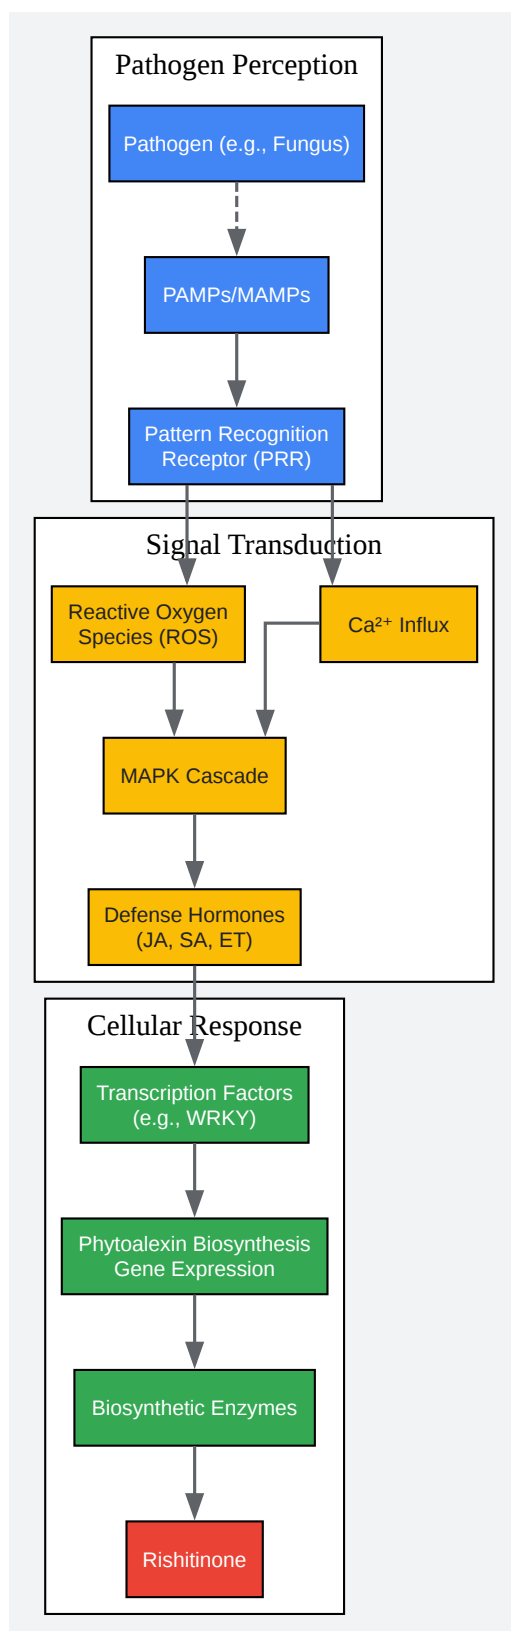 Pathogen Perception
Pathogen (e.g., Fungus)
PAMPs/MAMPs
Pattern Recognition
Receptor (PRR)
Signal Transduction
Reactive Oxygen
Species (ROS)
Ca²⁺ Influx
MAPK Cascade
Defense Hormones
(JA, SA, ET)
Cellular Response
Transcription Factors
(e.g., WRKY)
Phytoalexin Biosynthesis
Gene Expression
Biosynthetic Enzymes
Rishitinone